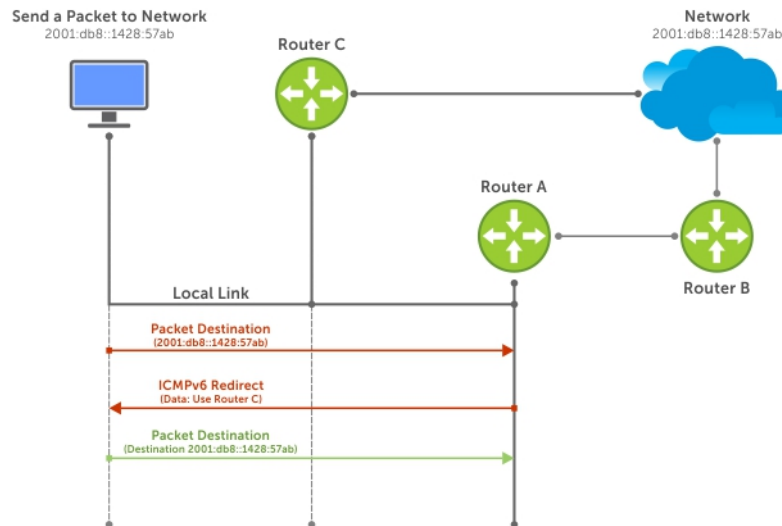 Send a Packet to Network
2001:db8::1428:57ab
Router C
Network
2001:db8::1428:57ab
Router A
Router B
Local Link
Packet Destination
(2001:db8::1428:57ab)
ICMPv6 Redirect
(Data: Use Router C)
Packet Destination
(Destination 2001:db8::1428:57ab)